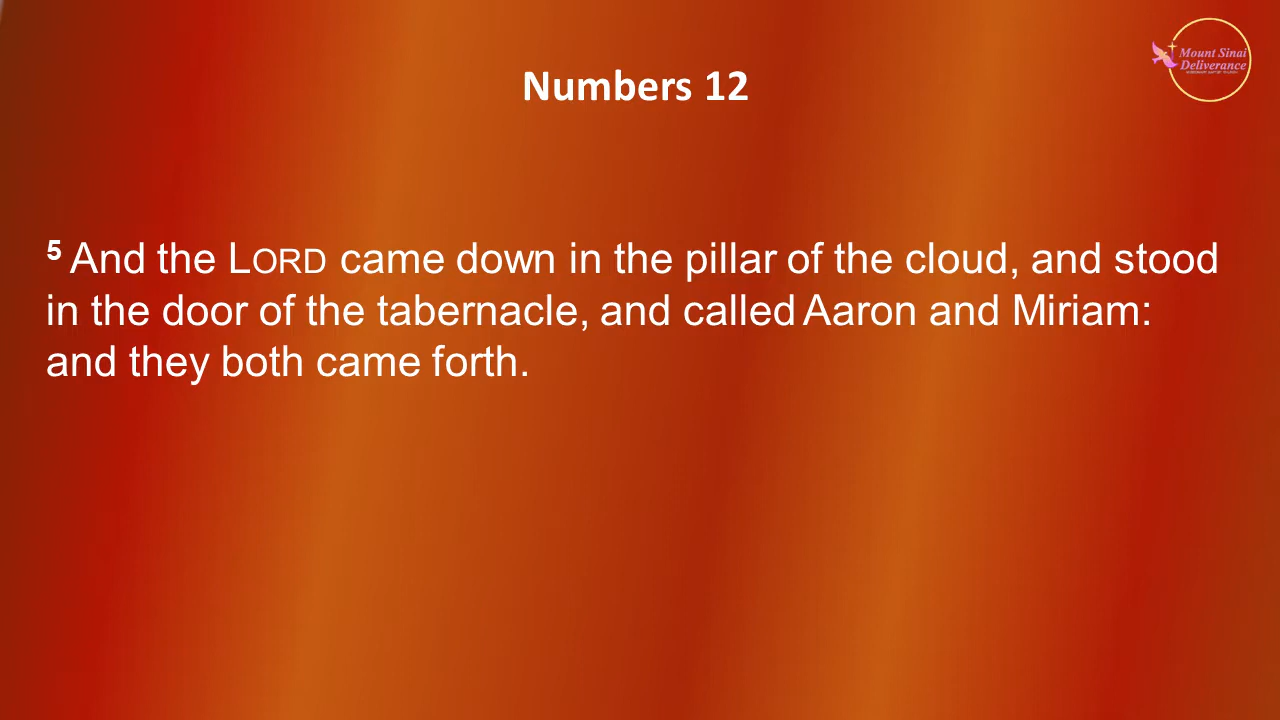 Mount Sinai
Deliverance
Numbers 12
5 And the LORD came down in the pillar of the cloud, and stood
in the door of the tabernacle, and called Aaron and Miriam:
and they both came forth.